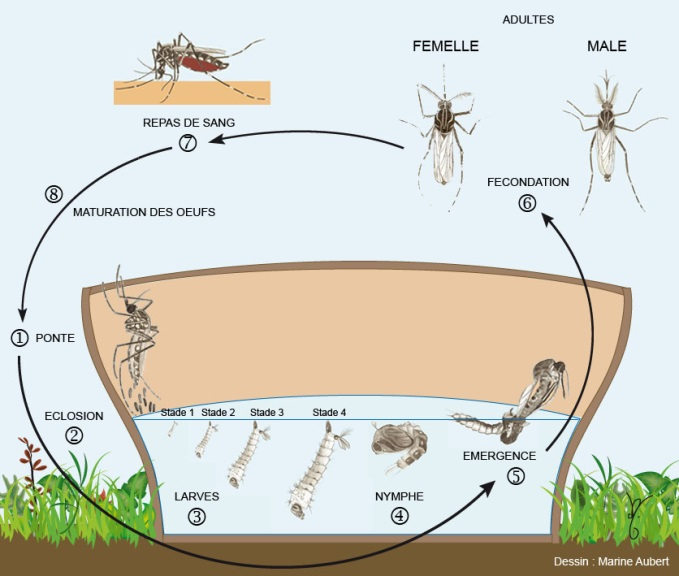 ADULTES
FEMELLE
MALE
REPAS DE SANG
⑦
FECONDATION
⑥
⑧
MATURATION DES OEUFS
① PONTE
ECLOSION
②
Stade 1
Stade 2
Stade 3
Stade 4
EMERGENCE
⑤
LARVES
③
NYMPHE
④
Dessin : Marine Aubert